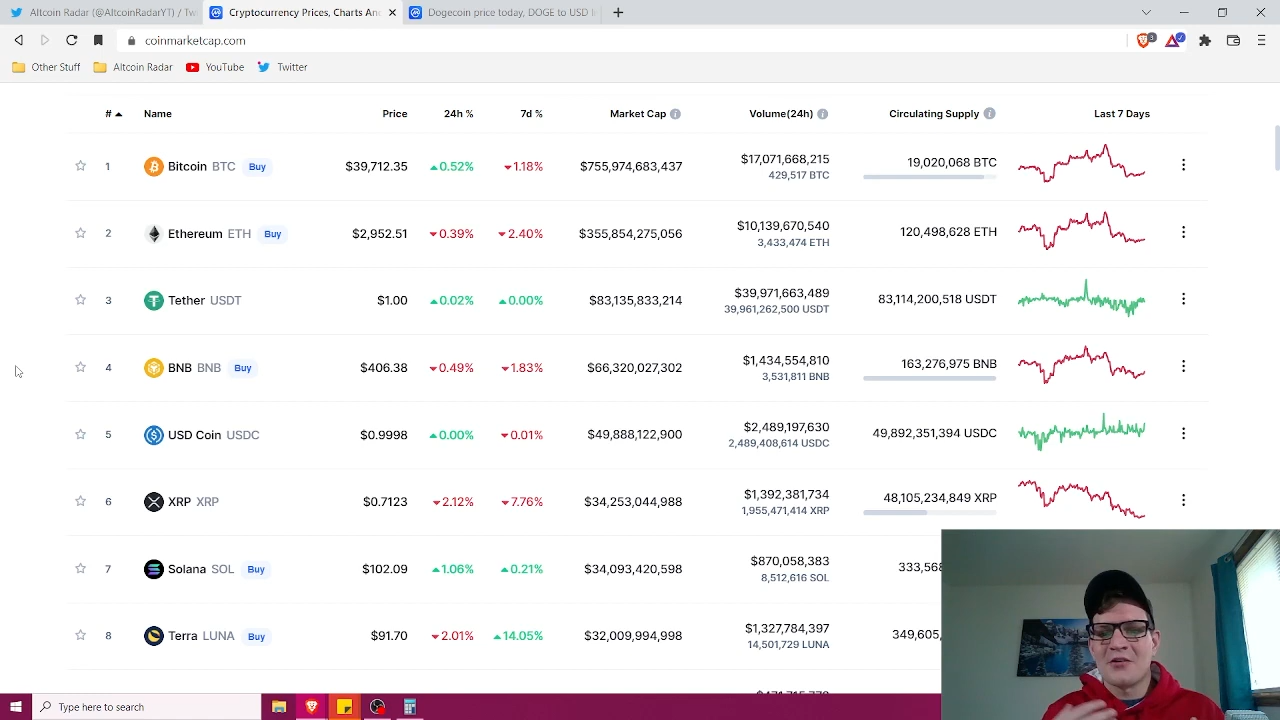 Altcoin Radar (@AltcoinRadarYT) / Twi
Cryptocurrency Prices, Charts An
Dogecoin price today, DOGE to USD l
coinmarketcap.com
3
Other Stuff
Altcoin Radar
YouTube
Twitter
# Name Price 24h % 7d % Market Cap Volume(24h) Circulating Supply Last 7 Days
1 Bitcoin BTC Buy $39,712.35 0.52% 1.18% $755,974,683,437 $17,071,668,215 19,020,068 BTC
429,517 BTC
2 Ethereum ETH Buy $2,952.51 0.39% 2.40% $355,854,275,056 $10,139,670,540 120,498,628 ETH
3,433,474 ETH
3 Tether USDT $1.00 0.02% 0.00% $83,135,833,214 $39,971,663,489 83,114,200,518 USDT
39,961,262,500 USDT
4 BNB BNB Buy $406.38 0.49% 1.83% $66,320,027,302 $1,434,554,810 163,276,975 BNB
3,531,811 BNB
5 USD Coin USDC $0.9998 0.00% 0.01% $49,888,122,900 $2,489,197,630 49,892,351,394 USDC
2,489,408,614 USDC
6 XRP XRP $0.7123 2.12% 7.76% $34,253,044,988 $1,392,381,734 48,105,234,849 XRP
1,955,471,414 XRP
7 Solana SOL Buy $102.09 1.06% 0.21% $34,093,420,598 $870,058,383 333,568
8,512,616 SOL
8 Terra LUNA Buy $91.70 2.01% 14.05% $32,009,994,998 $1,327,784,397 349,605,
14,501,729 LUNA
Type here to search